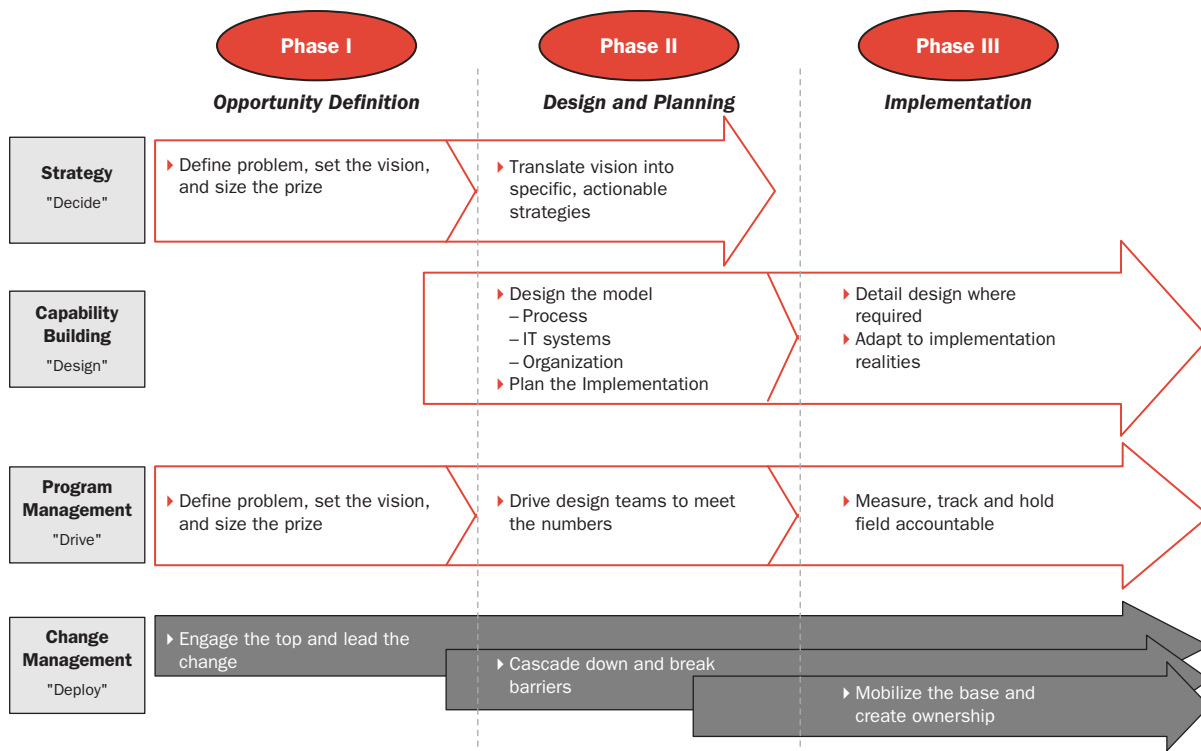 Phase I
Phase II
Phase III
Opportunity Definition
Design and Planning
Implementation
Strategy
"Decide"
Define problem, set the vision,
and size the prize
Translate vision into
specific, actionable
strategies
Capability
Building
"Design"
Design the model
– Process
– IT systems
– Organization
Plan the Implementation
Detail design where
required
Adapt to implementation
realities
Program
Management
"Drive"
Define problem, set the vision,
and size the prize
Drive design teams to meet
the numbers
Measure, track and hold
field accountable
Change
Management
"Deploy"
Engage the top and lead the
change
Cascade down and break
barriers
Mobilize the base and
create ownership